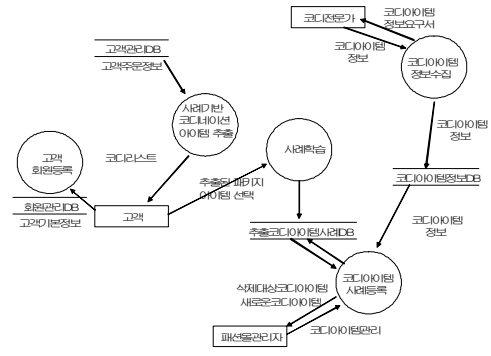 코디전문가
코디아이템
정보요구서
코디아이템
정보
코디아이템
정보수집
고객관리DB
고객주문정보
사례기반
코디네이션
아이템 추출
코디아이템
정보
고객
회원등록
코디리스트
사례학습
추출된 패키지
아이템 선택
코디아이템정보DB
회원관리DB
고객기본정보
고객
추출코디아이템사례DB
코디아이템
정보
코디아이템
사례등록
삭제대상코디아이템
새로운코디아이템
패션몰관리자
코디아이템관리